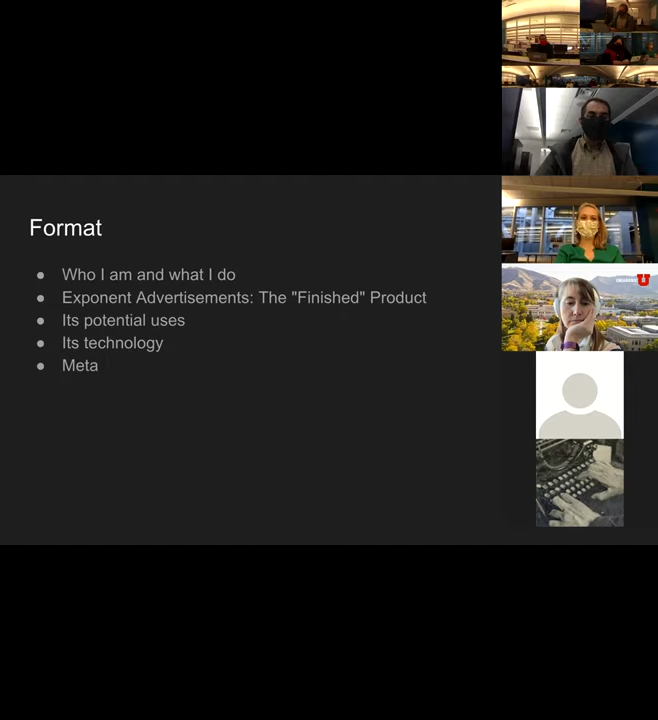 Format
● Who I am and what I do
● Exponent Advertisements: The "Finished" Product
● Its potential uses
● Its technology
● Meta
U